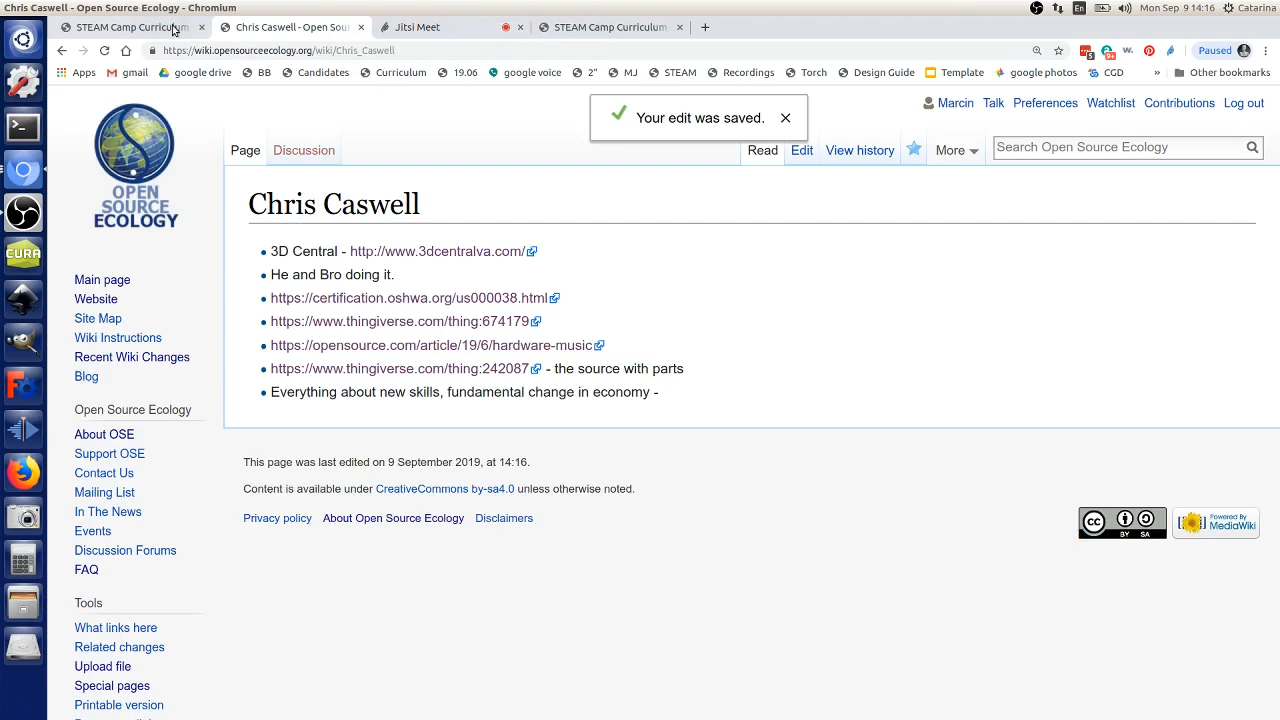 Chris Caswell - Open Source Ecology - Chromium
En
Mon Sep 9 14:16
Catarina
STEAM Camp Curriculum
Chris Caswell - Open Sou
Jitsi Meet
STEAM Camp Curriculum
https://wiki.opensourceecology.org/wiki/Chris_Caswell
Paused
Apps
gmail
google drive
BB
Candidates
Curriculum
19.06
google voice
2"
MJ
STEAM
Recordings
Torch
Design Guide
Template
google photos
CGD
»
Other bookmarks
Your edit was saved.
Marcin
Talk
Preferences
Watchlist
Contributions
Log out
Page
Discussion
Read
Edit
View history
More
Search Open Source Ecology
OPEN
SOURCE
ECOLOGY
CURA
Chris Caswell
3D Central - http://www.3dcentralva.com/
He and Bro doing it.
https://certification.oshwa.org/us000038.html
https://www.thingiverse.com/thing:674179
https://opensource.com/article/19/6/hardware-music
https://www.thingiverse.com/thing:242087 - the source with parts
Everything about new skills, fundamental change in economy -
Main page
Website
Site Map
Wiki Instructions
Recent Wiki Changes
Blog
Open Source Ecology
About OSE
Support OSE
Contact Us
Mailing List
In The News
Events
Discussion Forums
FAQ
Tools
What links here
Related changes
Upload file
Special pages
Printable version
This page was last edited on 9 September 2019, at 14:16.
Content is available under CreativeCommons by-sa4.0 unless otherwise noted.
Privacy policy
About Open Source Ecology
Disclaimers
cc
BY SA
Powered By
MediaWiki